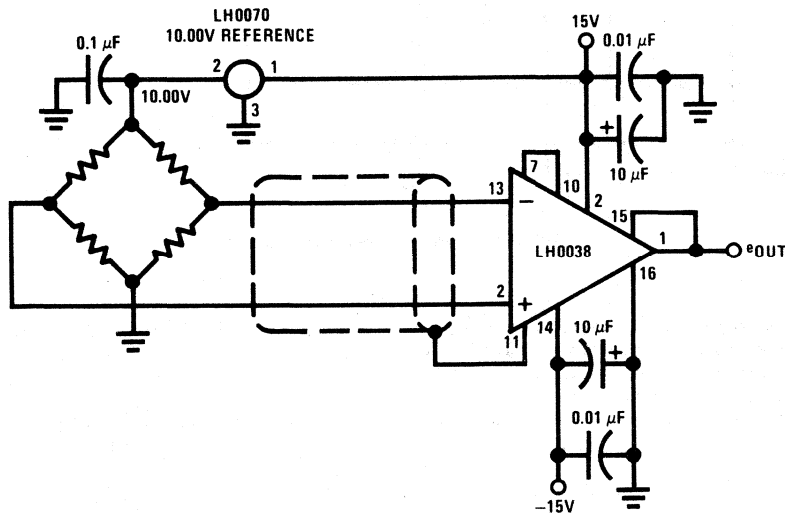 LH0070
10.00V REFERENCE
15V
0.1 μF
0.01 μF
2
1
10.00V
3
+
10 μF
7
10
2
13
−
15
1
LH0038
eOUT
16
2
+
14
10 μF
+
11
0.01 μF
−15V